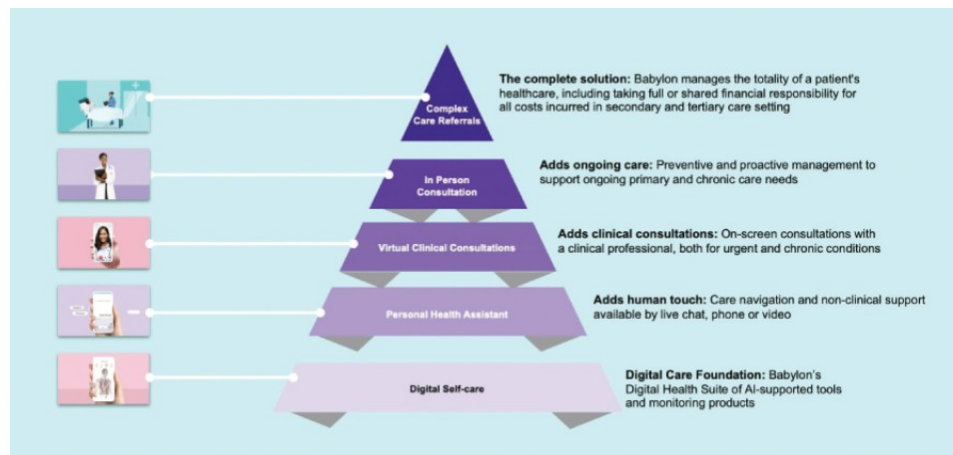 The complete solution: Babylon manages the totality of a patient's
healthcare, including taking full or shared financial responsibility for
all costs incurred in secondary and tertiary care setting
Complex
Care Referrals
Adds ongoing care: Preventive and proactive management to
support ongoing primary and chronic care needs
In Person
Consultation
Adds clinical consultations: On-screen consultations with
a clinical professional, both for urgent and chronic conditions
Virtual Clinical Consultations
Adds human touch: Care navigation and non-clinical support
available by live chat, phone or video
Personal Health Assistant
Digital Care Foundation: Babylon's
Digital Health Suite of AI-supported tools
and monitoring products
Digital Self-care